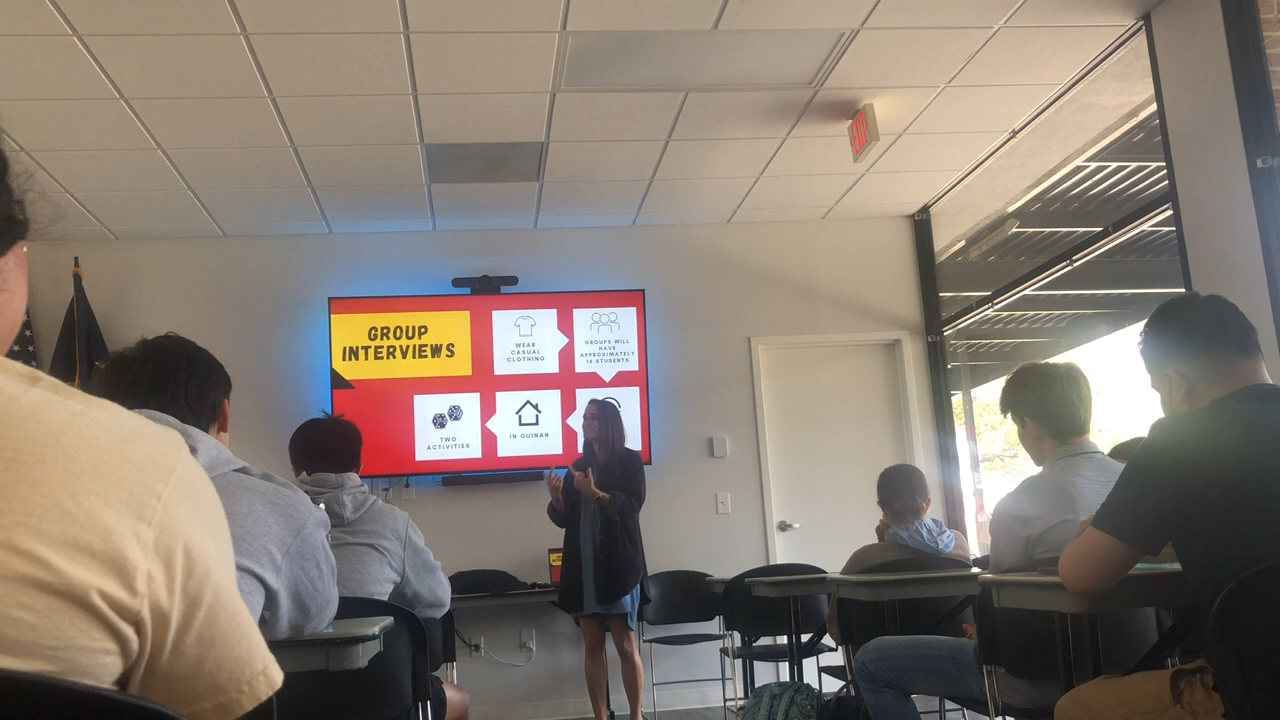 EXIT
GROUP
INTERVIEWS
WEAR
CASUAL
CLOTHING
GROUPS WILL
HAVE
APPROXIMATELY
16 STUDENTS
TWO
ACTIVITIES
IN GUINAN